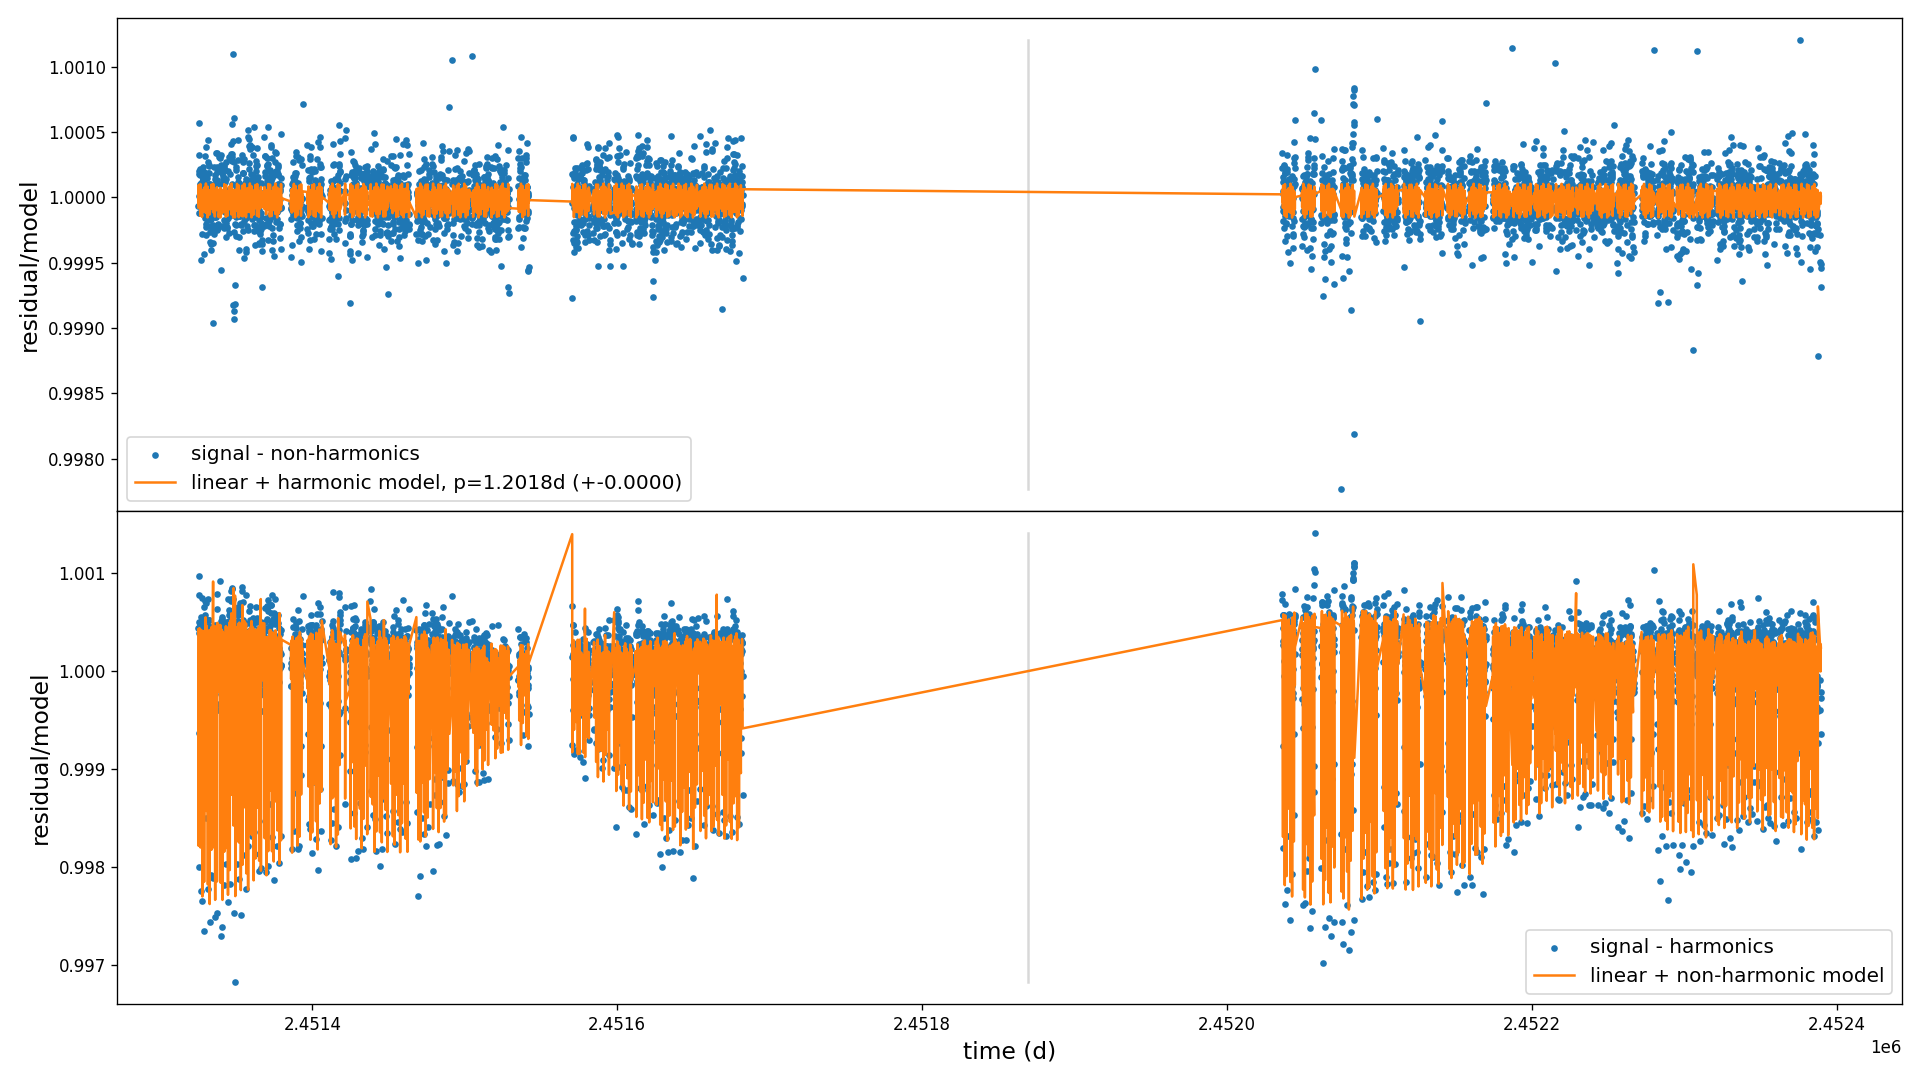 residual/model
1.0010
1.0005
1.0000
0.9995
0.9990
0.9985
0.9980
signal - non-harmonics
linear + harmonic model, p=1.2018d (+-0.0000)
residual/model
1.001
1.000
0.999
0.998
0.997
signal - harmonics
linear + non-harmonic model
2.4514 2.4516 2.4518 2.4520 2.4522 2.4524
time (d)
1e6